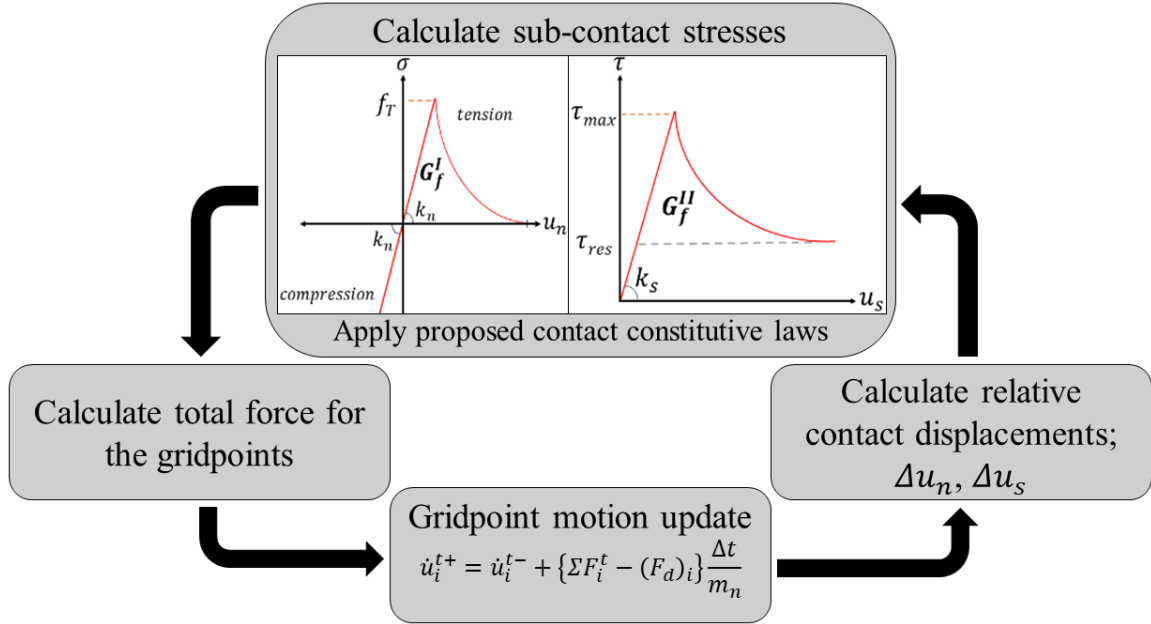 Calculate sub-contact stresses
σ
f_T
tension
G_f^I
k_n
u_n
k_n
compression
τ
τ_max
G_f^II
τ_res
k_s
u_s
Apply proposed contact constitutive laws
Calculate total force for
the gridpoints
Gridpoint motion update
u̇_i^{t+} = u̇_i^{t−} + {ΣF_i^t − (F_d)_i} Δt/m_n
Calculate relative
contact displacements;
Δu_n, Δu_s